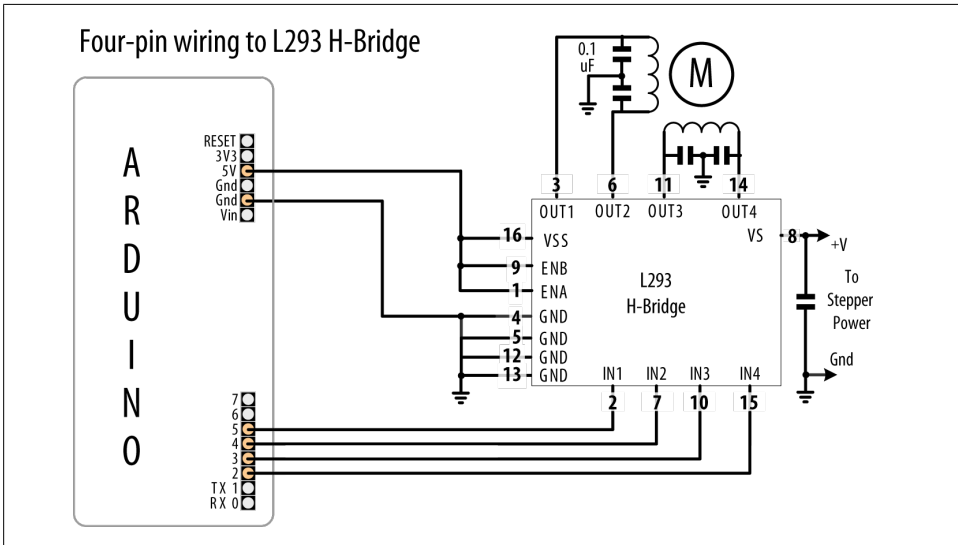 Four-pin wiring to L293 H-Bridge
ARDUINO
RESET
3V3
5V
Gnd
Gnd
Vin
7
6
5
4
3
2
TX 1
RX 0
0.1
uF
M
3
6
11
14
OUT1
OUT2
OUT3
OUT4
16
VSS
9
ENB
1
ENA
4
GND
5
GND
12
GND
13
GND
L293
H-Bridge
VS
8
+V
To
Stepper
Power
Gnd
IN1
IN2
IN3
IN4
2
7
10
15